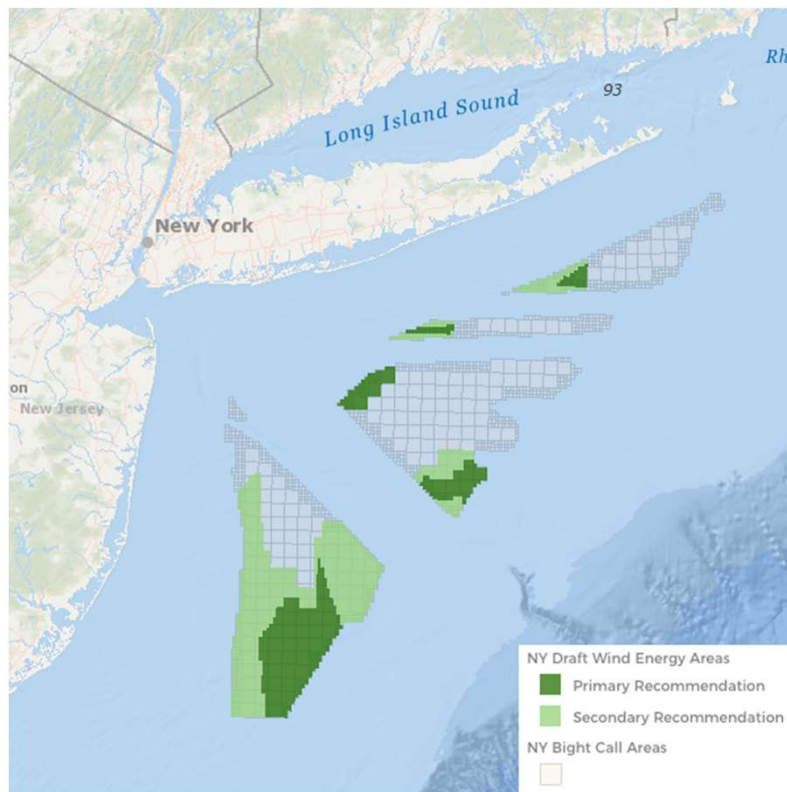 Rh
93
Long Island Sound
New York
on
New Jersey
NY Draft Wind Energy Areas
Primary Recommendation
Secondary Recommendation
NY Bight Call Areas